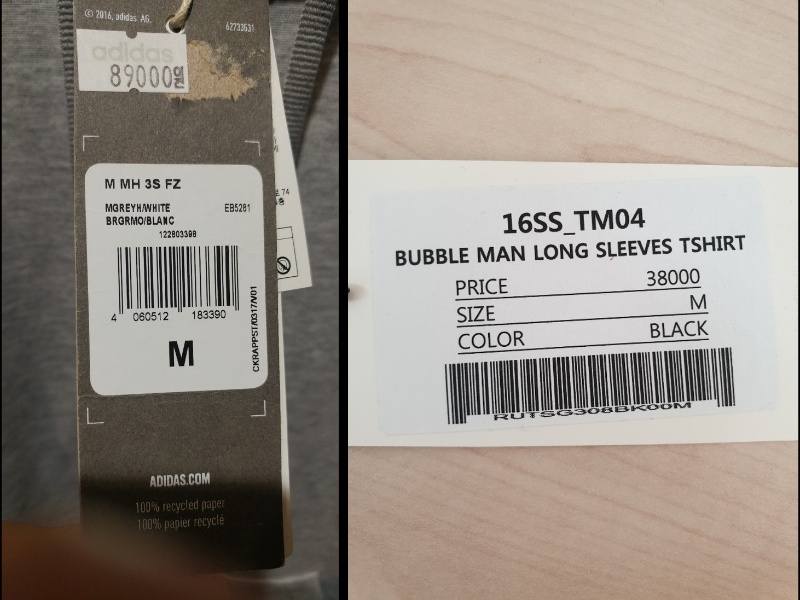 © 2016, adidas AG.
62733531
adidas
89000
M MH 3S FZ
MGREYH/WHITE EB5281
BRGRMO/BLANC
122803398
4 060512 183390
CKRAPPST/0317/V01
M
ADIDAS.COM
100% recycled paper
100% papier recyclé
16SS_TM04
BUBBLE MAN LONG SLEEVES TSHIRT
PRICE 38000
SIZE M
COLOR BLACK
RUTSG308BK00M